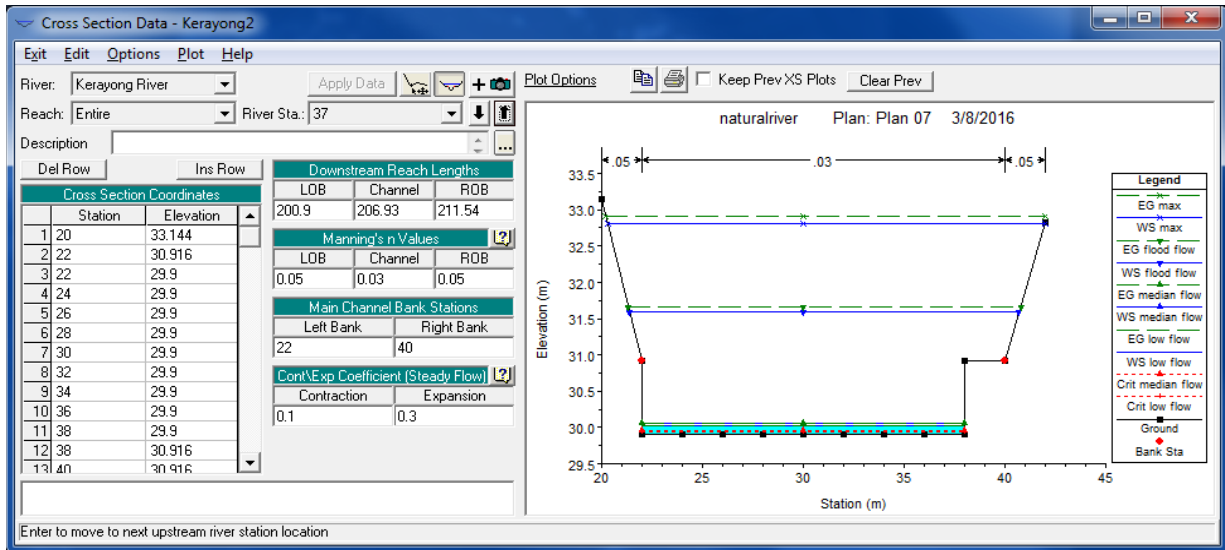 Cross Section Data - Kerayong2
Exit Edit Options Plot Help
River: Kerayong River Apply Data
Reach: Entire River Sta.: 37
Description ...
Del Row Ins Row
Cross Section Coordinates
Station Elevation
1 20 33.144
2 22 30.916
3 22 29.9
4 24 29.9
5 26 29.9
6 28 29.9
7 30 29.9
8 32 29.9
9 34 29.9
10 36 29.9
11 38 29.9
12 38 30.916
13 40 30.916
Downstream Reach Lengths
LOB Channel ROB
200.9 206.93 211.54
Manning's n Values ?
LOB Channel ROB
0.05 0.03 0.05
Main Channel Bank Stations
Left Bank Right Bank
22 40
Cont\Exp Coefficient (Steady Flow) ?
Contraction Expansion
0.1 0.3
Plot Options Keep Prev XS Plots Clear Prev
naturalriver Plan: Plan 07 3/8/2016
.05 .03 .05
33.5
33.0
32.5
32.0
31.5
31.0
30.5
30.0
29.5
Elevation (m)
20 25 30 35 40 45
Station (m)
Legend
EG max
WS max
EG flood flow
WS flood flow
EG median flow
WS median flow
EG low flow
WS low flow
Crit median flow
Crit low flow
Ground
Bank Sta
Enter to move to next upstream river station location